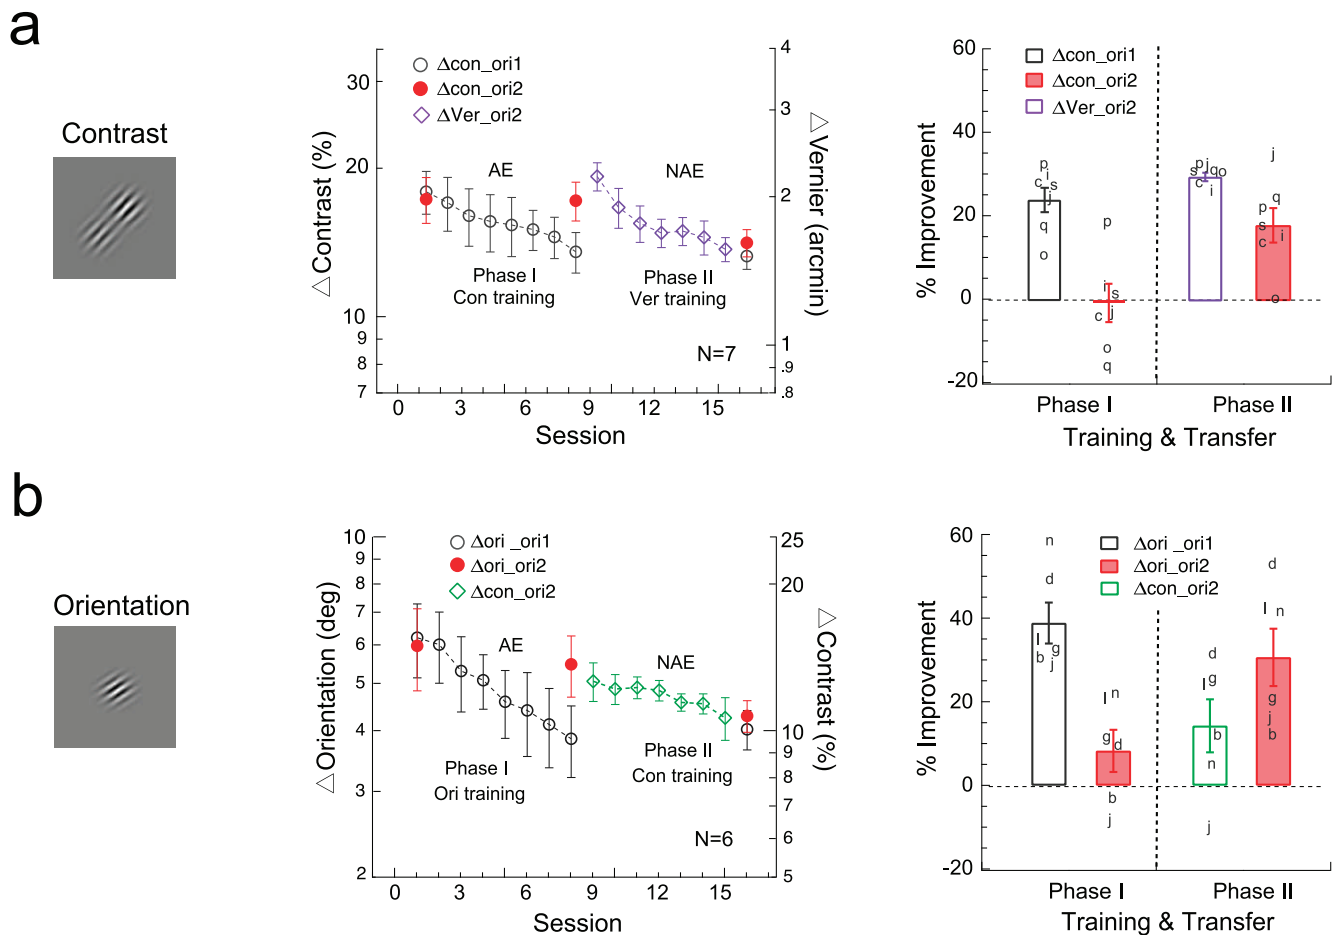 a
Contrast
△Contrast (%)
30
20
10
9
8
7
Δcon_ori1
Δcon_ori2
ΔVer_ori2
AE
NAE
Phase I
Con training
Phase II
Ver training
N=7
0
3
6
9
12
15
Session
4
3
2
1
.9
.8
△Vernier (arcmin)
% Improvement
60
40
20
0
-20
Δcon_ori1
Δcon_ori2
ΔVer_ori2
p
i
c
s
j
q
o
p
i
s
c
j
o
q
s
p
j
q
o
c
i
j
q
p
s
c
i
o
Phase I
Phase II
Training & Transfer
b
Orientation
△Orientation (deg)
10
9
8
7
6
5
4
3
2
Δori _ori1
Δori_ori2
Δcon_ori2
AE
NAE
Phase I
Ori training
Phase II
Con training
N=6
0
3
6
9
12
15
Session
25
20
10
9
8
7
6
5
△Contrast (%)
% Improvement
60
40
20
0
-20
Δori _ori1
Δori_ori2
Δcon_ori2
n
d
l
b
g
j
l
n
g
d
b
j
d
l
g
b
n
j
d
l
n
g
j
b
Phase I
Phase II
Training & Transfer